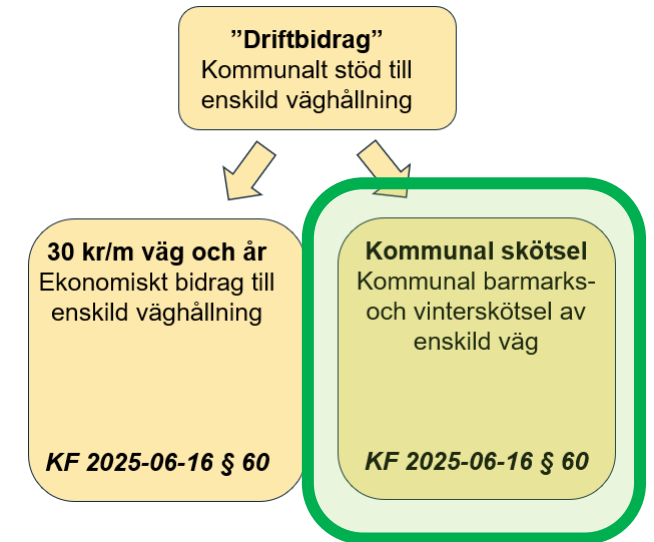 ”Driftbidrag”
Kommunalt stöd till
enskild väghållning
30 kr/m väg och år
Ekonomiskt bidrag till
enskild väghållning
KF 2025-06-16 § 60
Kommunal skötsel
Kommunal barmarks-
och vinterskötsel av
enskild väg
KF 2025-06-16 § 60